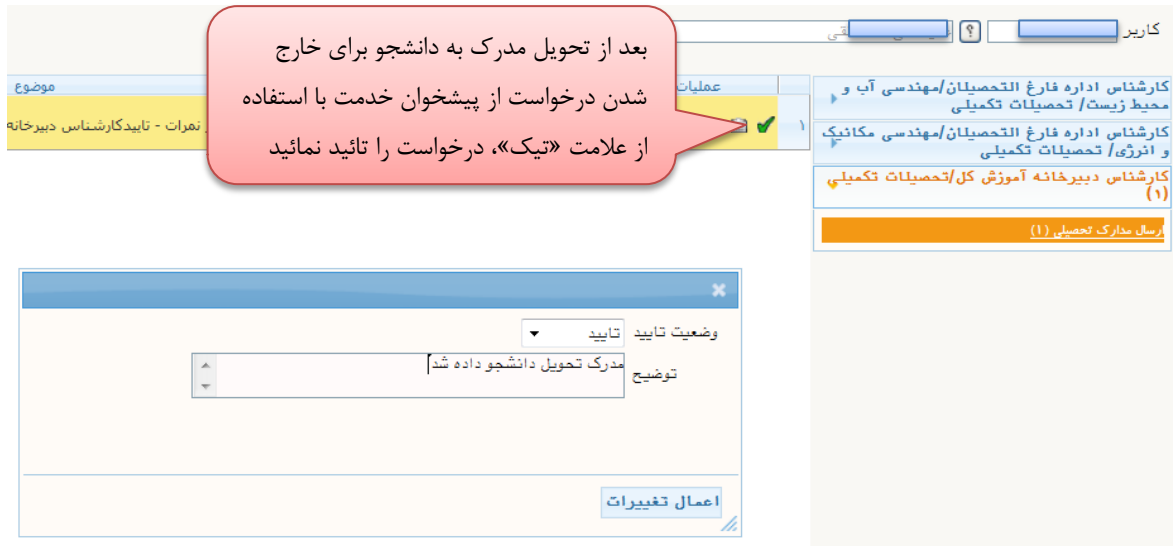 کاربر
بعد از تحویل مدرک به دانشجو برای خارج
شدن درخواست از پیشخوان خدمت با استفاده
از علامت «تیک»، درخواست را تائید نمائید
عملیات
موضوع
۱
نمرات - تاییدکارشناس دبیرخانه
کارشناس اداره فارغ التحصیلان/مهندسی آب و
محیط زیست/ تحصیلات تکمیلی
کارشناس اداره فارغ التحصیلان/مهندسی مکانیک
و انرژی/ تحصیلات تکمیلی
کارشناس دبیرخانه آموزش کل/تحصیلات تکمیلی
(۱)
ارسال مدارک تحصیلی (۱)
وضعیت تایید تایید
توضیح مدرک تحویل دانشجو داده شد
اعمال تغییرات